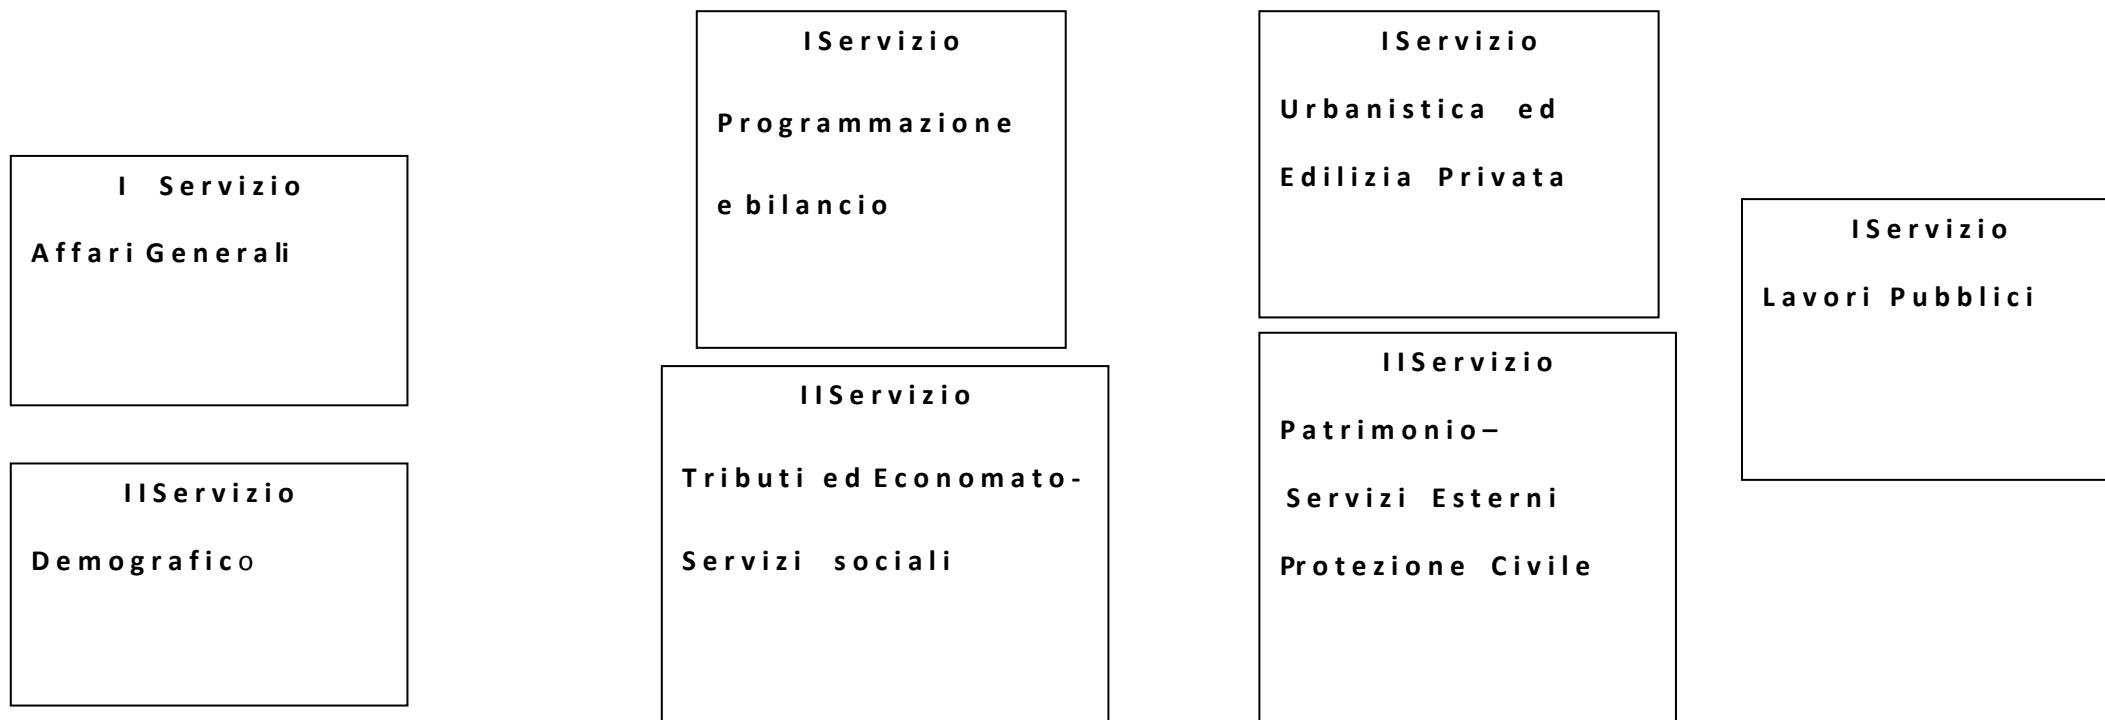 I Servizio
Affari Generali
II Servizio
Demografico
I Servizio
Programmazione
e bilancio
II Servizio
Tributi ed Economato-
Servizi sociali
I Servizio
Urbanistica ed
Edilizia Privata
II Servizio
Patrimonio–
Servizi Esterni
Protezione Civile
I Servizio
Lavori Pubblici